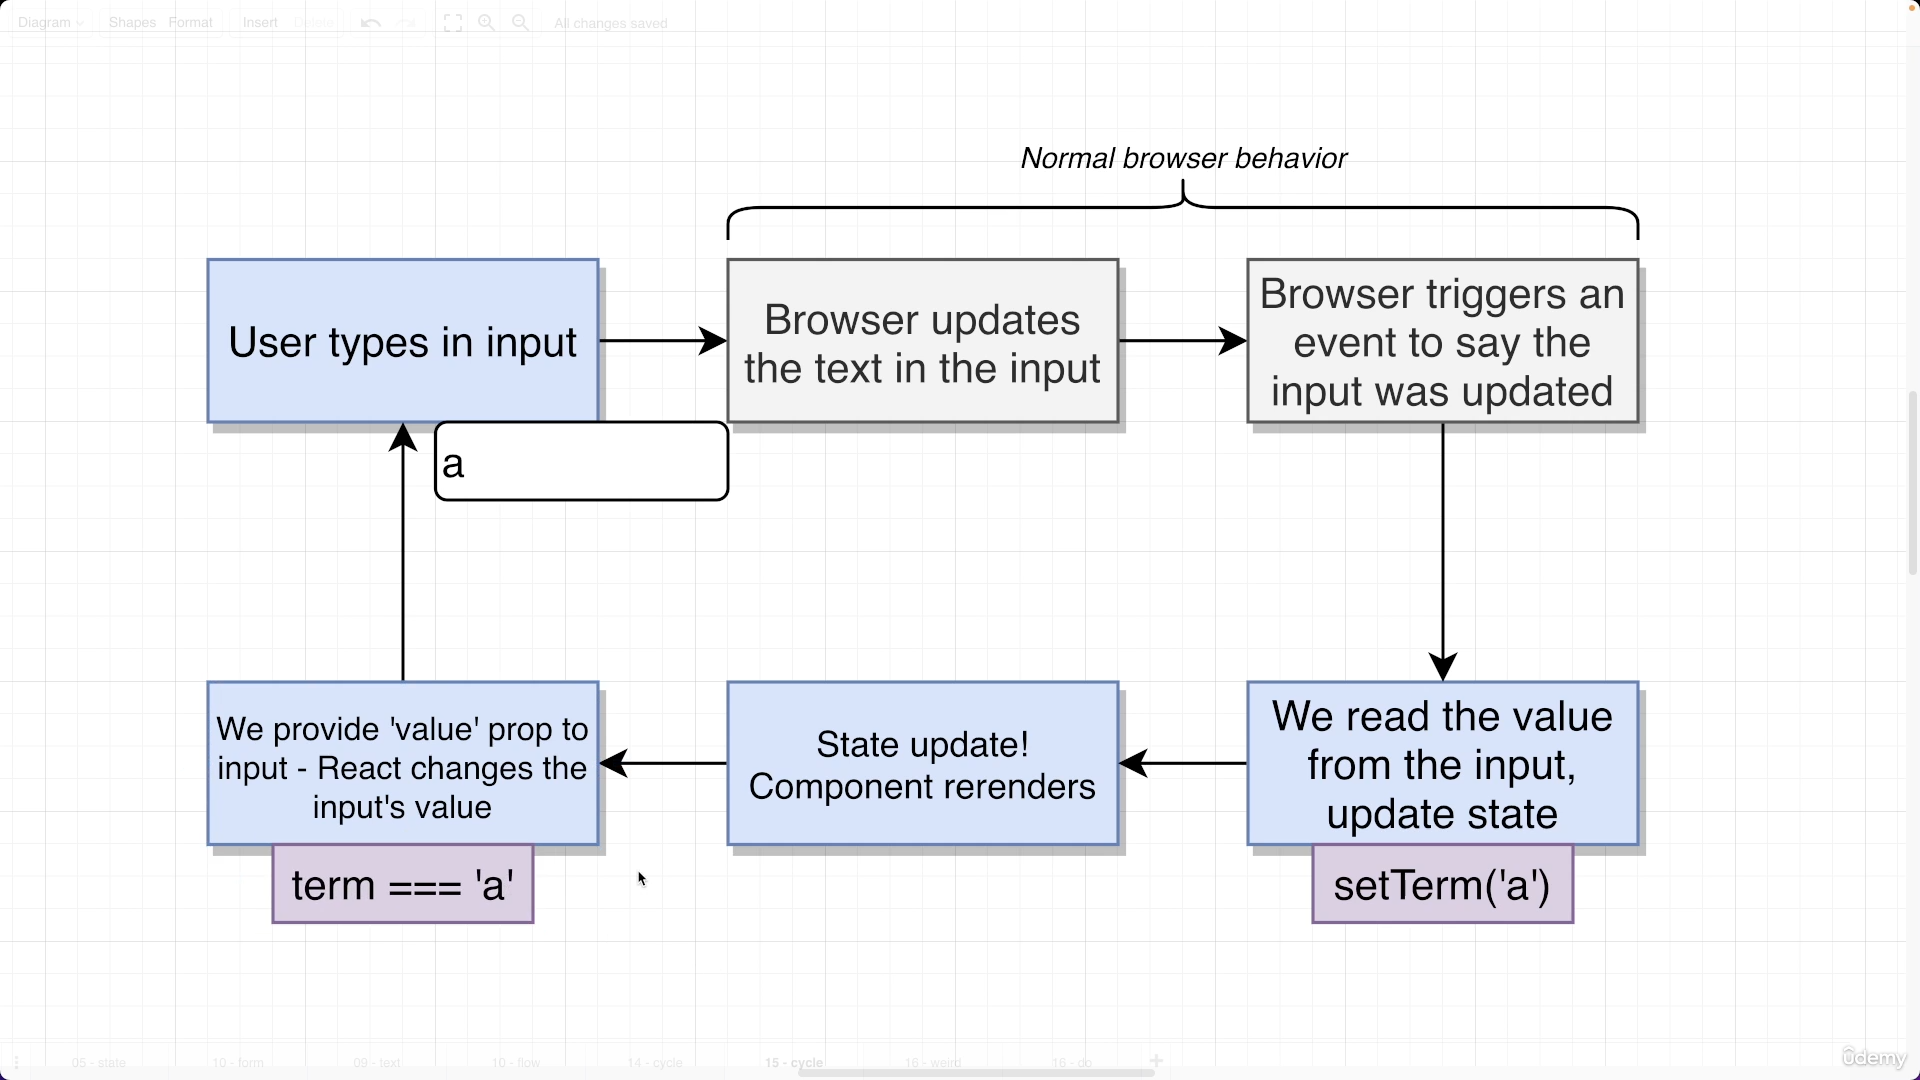 Diagram
Shapes
Format
Insert
Delete
All changes saved
Normal browser behavior
User types in input
Browser updates
the text in the input
Browser triggers an
event to say the
input was updated
a
We provide 'value' prop to
input - React changes the
input's value
State update!
Component rerenders
We read the value
from the input,
update state
term === 'a'
setTerm('a')
05 - state
10 - form
09 - text
10 - flow
14 - cycle
15 - cycle
16 - weird
16 - do
ûdemy